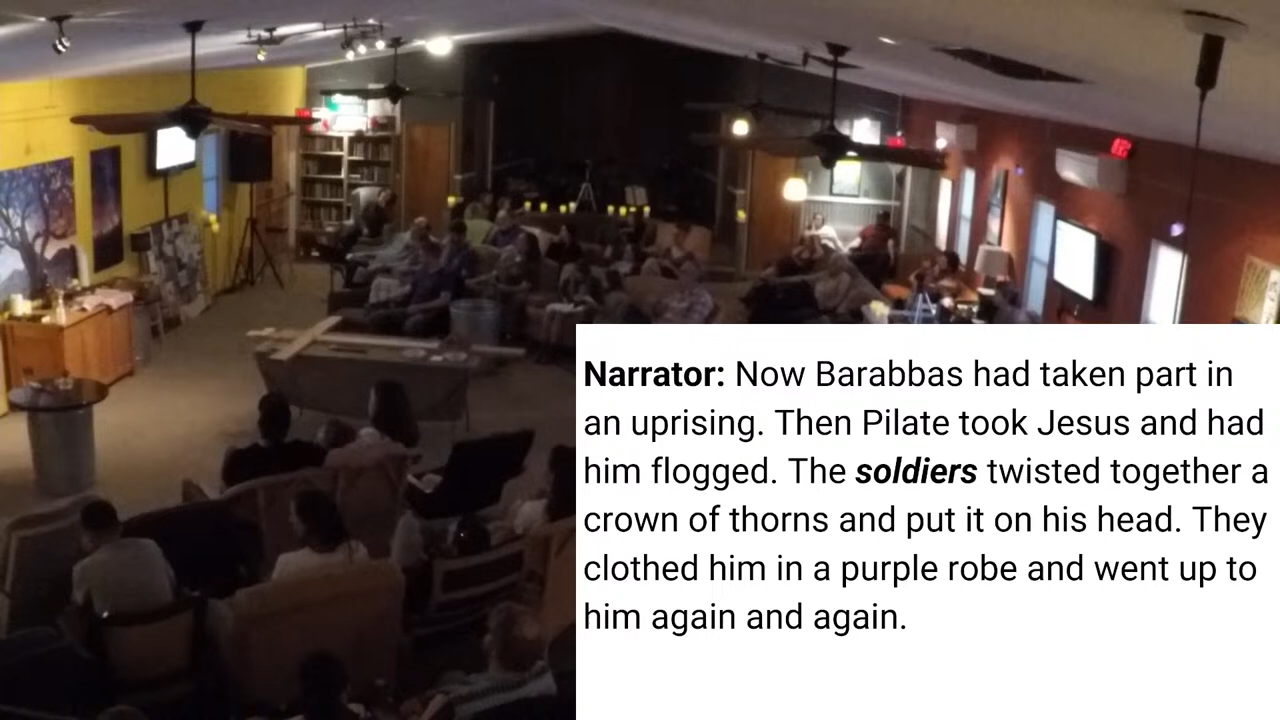 Narrator: Now Barabbas had taken part in
an uprising. Then Pilate took Jesus and had
him flogged. The soldiers twisted together a
crown of thorns and put it on his head. They
clothed him in a purple robe and went up to
him again and again.